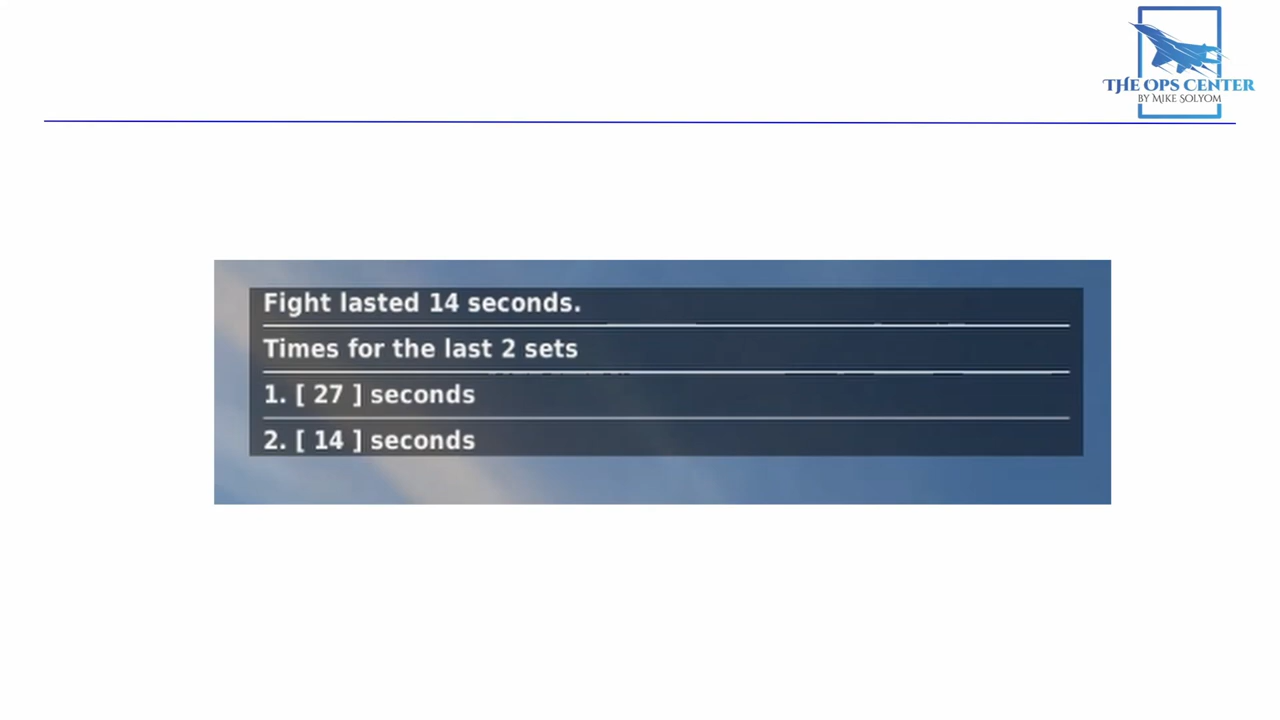 THE OPS CENTER
BY MIKE SOLYOM
Fight lasted 14 seconds.
Times for the last 2 sets
1. [ 27 ] seconds
2. [ 14 ] seconds